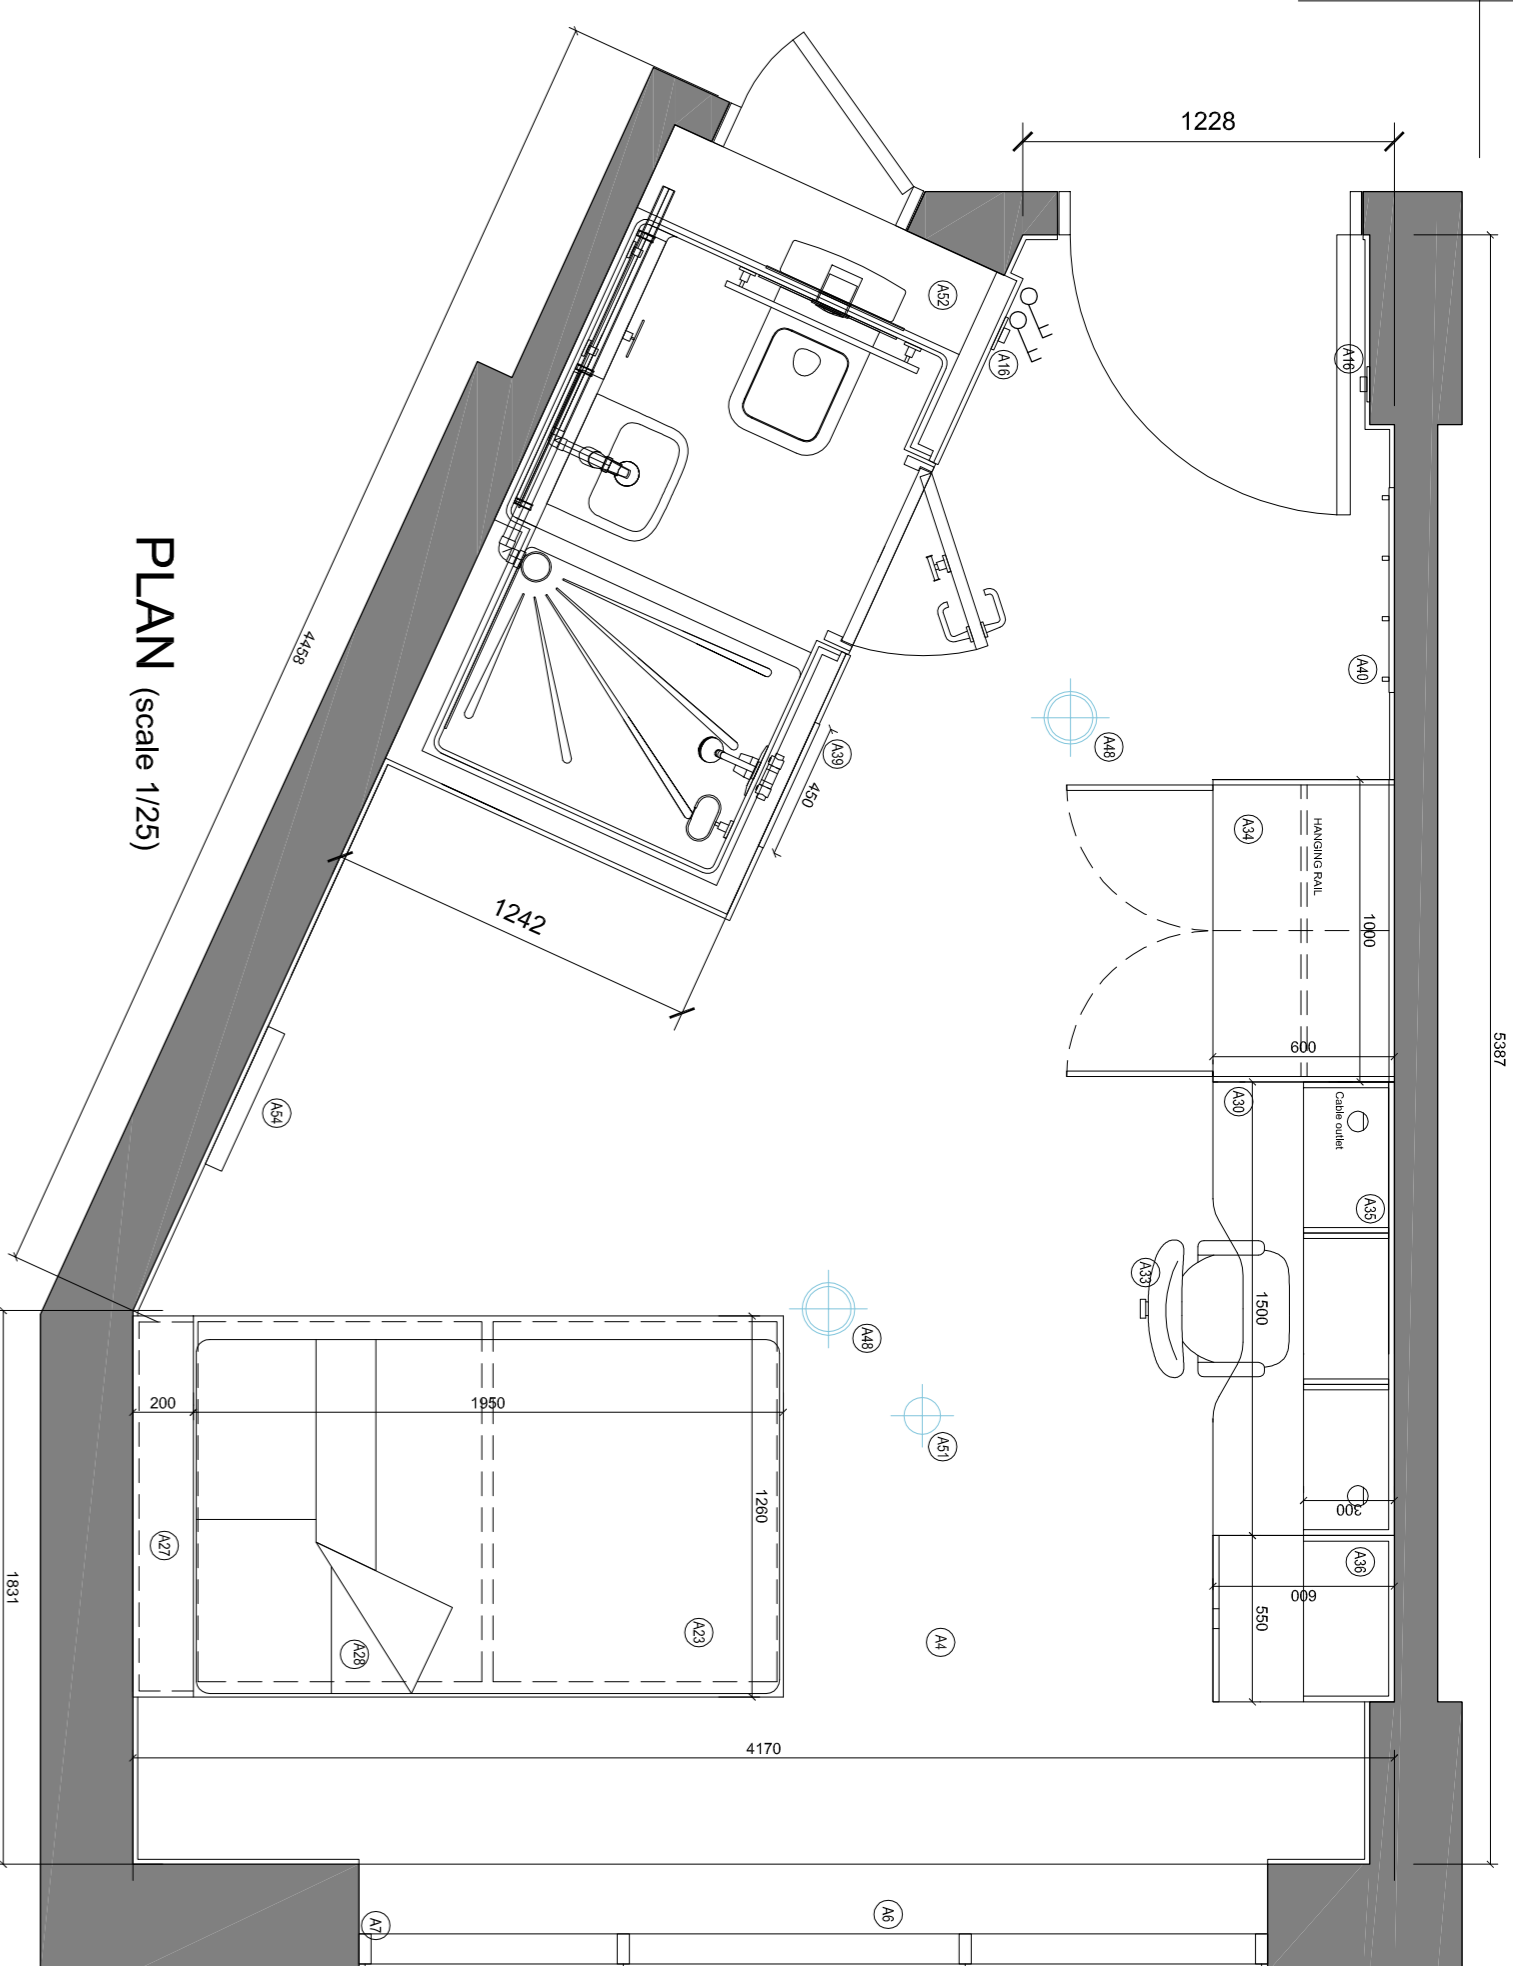 1228
A52
A16
A16
5387
4458
PLAN (scale 1/25)
A40
A48
A39
450
A34
HANGING RAIL
1000
1242
600
A30
Cable outlet
A54
A35
A33
1500
A48
200
1950
A51
1260
300
A27
A36
600
550
A23
A28
A4
1831
4170
A7
A6